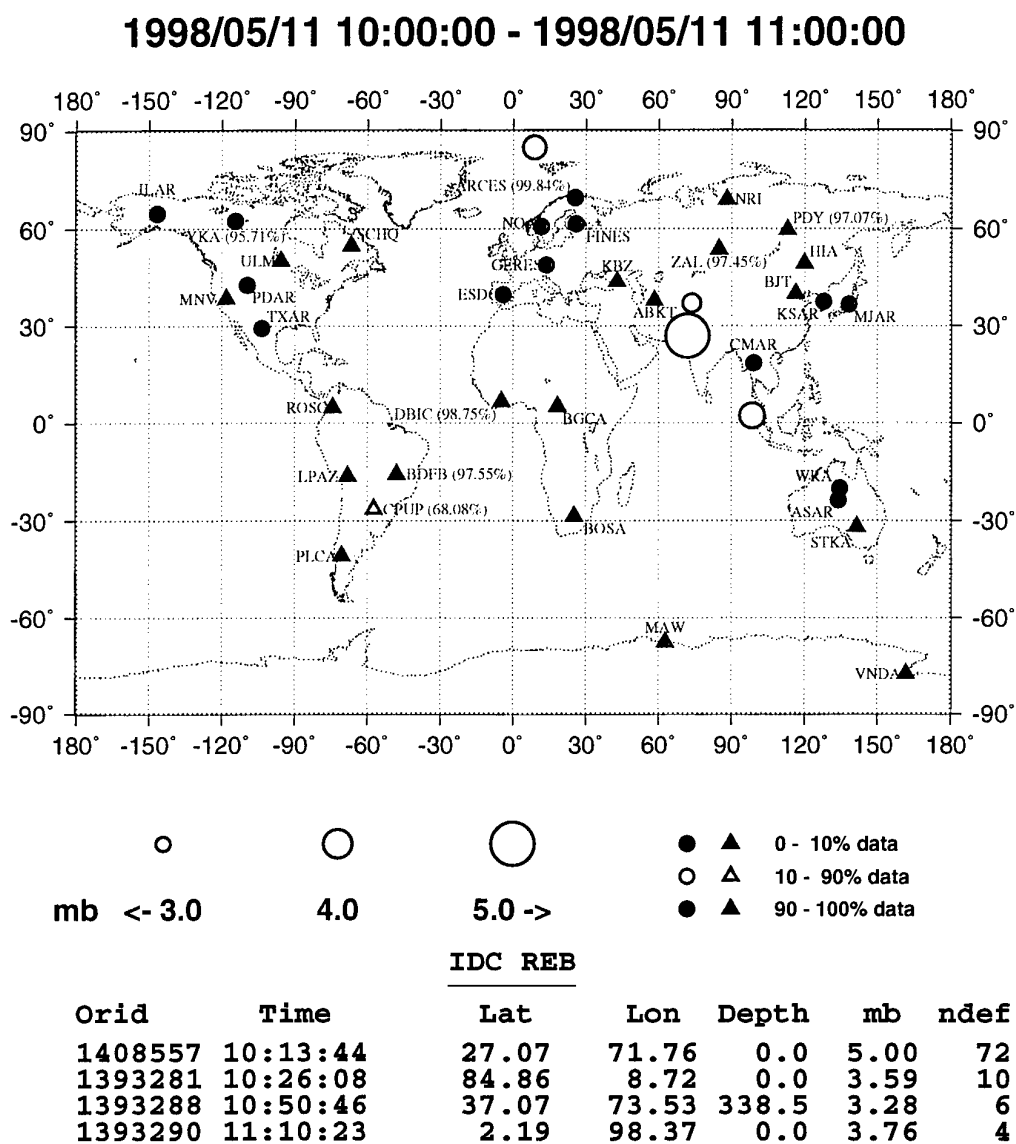 1998/05/11 10:00:00 - 1998/05/11 11:00:00
180° -150° -120° -90° -60° -30° 0° 30° 60° 90° 120° 150° 180°
90° 90°
ILAR ARCES (99.84%) NRI
YKA (95.71%) SCHQ FINES PDY (97.07%)
60° 60°
ULM GERES KBZ ZAL (97.45%) HIA
MNV PDAR ESDC ABKT BJT
TXAR KSAR MJAR
30° 30°
CMAR
ROSC DBIC (98.75%) BGCA
0° 0°
LPAZ BDFB (97.55%) WRA
CPUP (68.08%) ASAR
-30° -30°
PLCA BOSA STKA
-60° -60°
MAW
VNDA
-90° -90°
180° -150° -120° -90° -60° -30° 0° 30° 60° 90° 120° 150° 180°
0 - 10% data
10 - 90% data
mb <- 3.0 4.0 5.0 -> 90 - 100% data
IDC REB
Orid Time Lat Lon Depth mb ndef
1408557 10:13:44 27.07 71.76 0.0 5.00 72
1393281 10:26:08 84.86 8.72 0.0 3.59 10
1393288 10:50:46 37.07 73.53 338.5 3.28 6
1393290 11:10:23 2.19 98.37 0.0 3.76 4